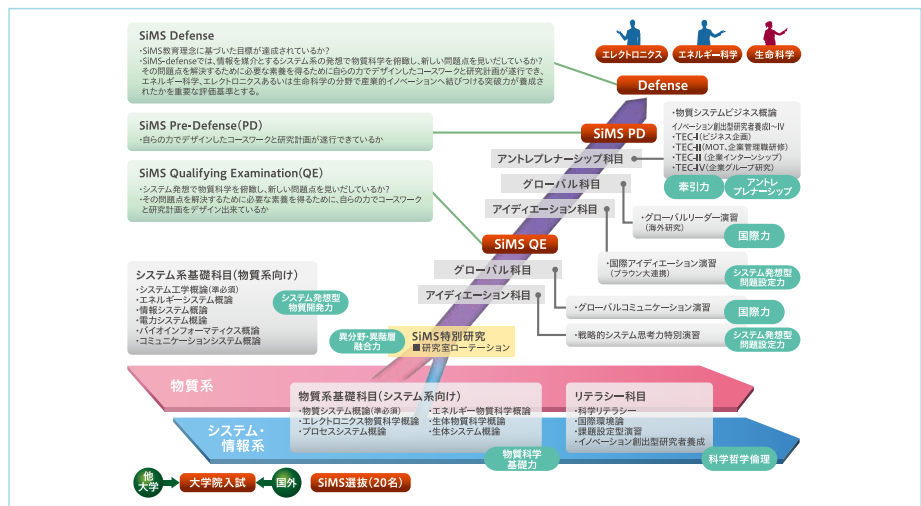 SiMS Defense
・SiMS教育理念に基づいた目標が達成されているか?
・SiMS-defenseでは、情報を媒介とするシステム系の発想で物質科学を俯瞰し、新しい問題点を見いだしているか?
その問題点を解決するために必要な素養を得るために自らの力でデザインしたコースワークと研究計画が遂行でき、
エネルギー科学、エレクトロニクスあるいは生命科学の分野で産業的イノベーションへ結びつける突破力が養成さ
れたかを重要な評価基準とする。
エレクトロニクス
エネルギー科学
生命科学
Defense
SiMS Pre-Defense(PD)
・自らの力でデザインしたコースワークと研究計画が遂行できているか
SiMS PD
・物質システムビジネス概論
イノベーション創出型研究者養成I〜IV
・TEC-I(ビジネス企画)
・TEC-II(MOT、企業管理職研修)
・TEC-II(企業インターンシップ)
・TEC-IV(企業グループ研究)
牽引力
アントレ
プレナーシップ
アントレプレナーシップ科目
グローバル科目
アイディエーション科目
SiMS Qualifying Examination(QE)
・システム発想で物質科学を俯瞰し、新しい問題点を見いだしているか?
・その問題点を解決するために必要な素養を得るために、自らの力でコースワーク
と研究計画をデザイン出来ているか
・グローバルリーダー演習
(海外研究)
国際力
SiMS QE
・国際アイディエーション演習
(ブラウン大連携)
システム発想型
問題設定力
グローバル科目
アイディエーション科目
システム系基礎科目(物質系向け)
・システム工学概論(準必須)
・エネルギーシステム概論
・情報システム概論
・電力システム概論
・バイオインフォマティクス概論
・コミュニケーションシステム概論
システム発想型
物質開発力
・グローバルコミュニケーション演習
国際力
・戦略的システム思考力特別演習
システム発想型
問題設定力
異分野・異階層
融合力
SiMS特別研究
■研究室ローテーション
物質系
物質系基礎科目(システム系向け)
・物質システム概論(準必須)
・エレクトロニクス物質科学概論
・プロセスシステム概論
・エネルギー物質科学概論
・生体物質科学概論
・生体システム概論
物質科学
基礎力
リテラシー科目
・科学リテラシー
・国際環境論
・課題設定型演習
・イノベーション創出型研究者養成
科学哲学倫理
システム・
情報系
他
大学
大学院入試
国外
SiMS選抜(20名)